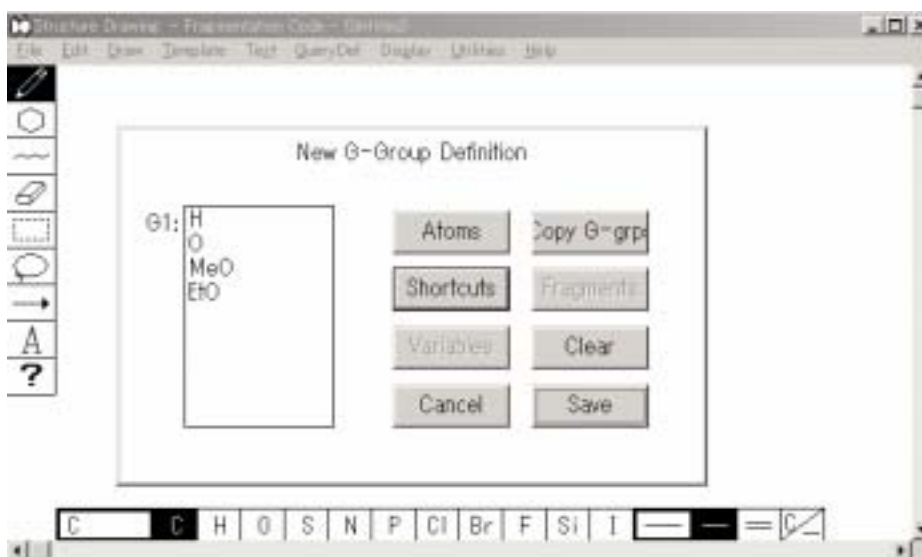 Structure Drawing - Fragmentation Code - Untitled
File Edit Draw Template Text QueryDef Display Utilities Help
New G-Group Definition
G1: H
O
MeO
EtO
Atoms Copy G-grp
Shortcuts Fragments
Variables Clear
Cancel Save
A
?
C C H O S N P Cl Br F Si I C